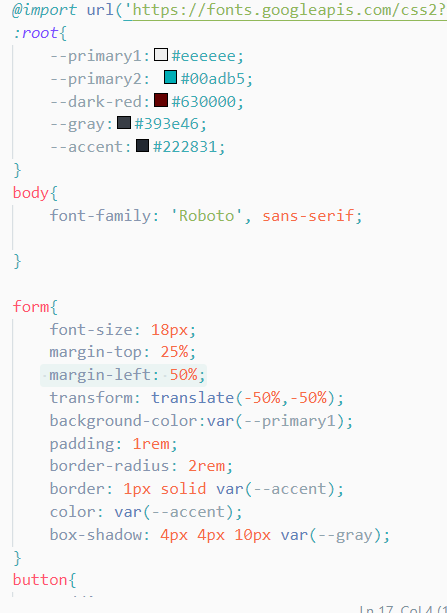 @import url('https://fonts.googleapis.com/css2?
:root{
--primary1: #eeeeee;
--primary2: #00adb5;
--dark-red: #630000;
--gray: #393e46;
--accent: #222831;
}
body{
font-family: 'Roboto', sans-serif;
}
form{
font-size: 18px;
margin-top: 25%;
margin-left: 50%;
transform: translate(-50%,-50%);
background-color:var(--primary1);
padding: 1rem;
border-radius: 2rem;
border: 1px solid var(--accent);
color: var(--accent);
box-shadow: 4px 4px 10px var(--gray);
}
button{
Ln 17, Col 4 (1